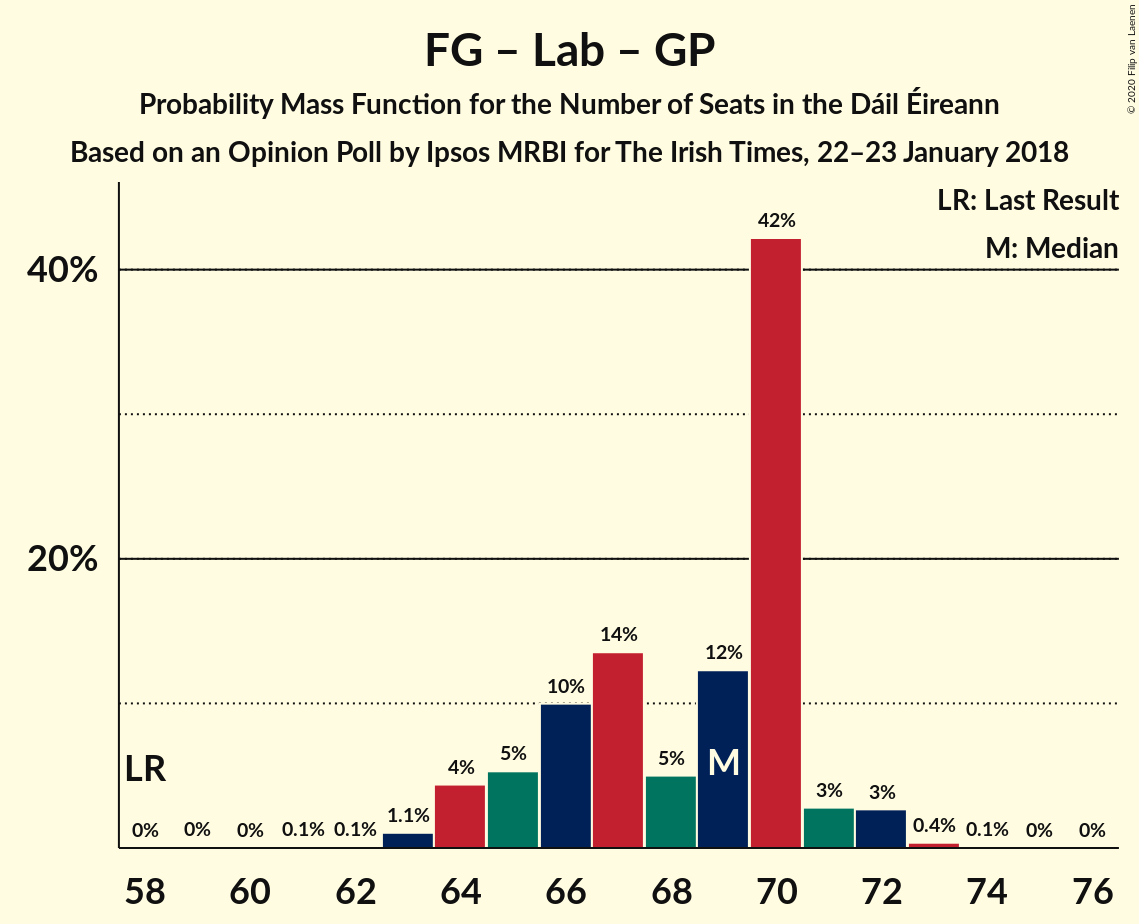 FG – Lab – GP
Probability Mass Function for the Number of Seats in the Dáil Éireann
Based on an Opinion Poll by Ipsos MRBI for The Irish Times, 22–23 January 2018
© 2020 Filip van Laenen
LR: Last Result
M: Median
40%
20%
LR
M
0% 0% 0% 0.1% 0.1% 1.1% 4% 5% 10% 14% 5% 12% 42% 3% 3% 0.4% 0.1% 0% 0%
58 60 62 64 66 68 70 72 74 76